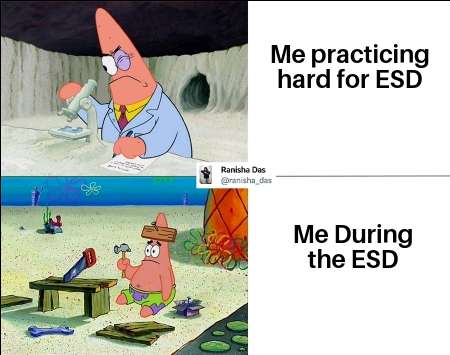 Me practicing
hard for ESD
Ranisha Das
@ranisha_das
Me During
the ESD